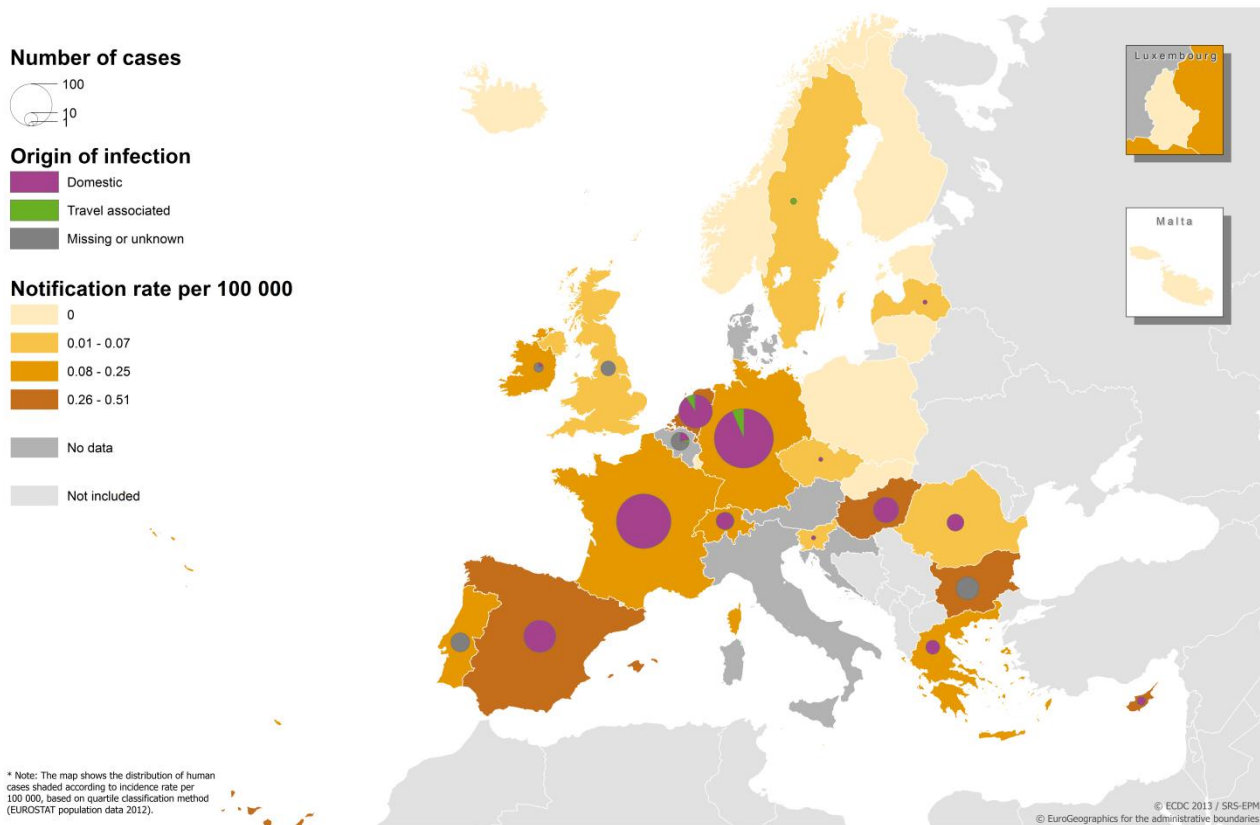 Number of cases
100
10
1
Origin of infection
Domestic
Travel associated
Missing or unknown
Notification rate per 100 000
0
0.01 - 0.07
0.08 - 0.25
0.26 - 0.51
No data
Not included
Luxembourg
Malta
* Note: The map shows the distribution of human
cases shaded according to incidence rate per
100 000, based on quartile classification method
(EUROSTAT population data 2012).
© ECDC 2013 / SRS-EPM
© EuroGeographics for the administrative boundaries